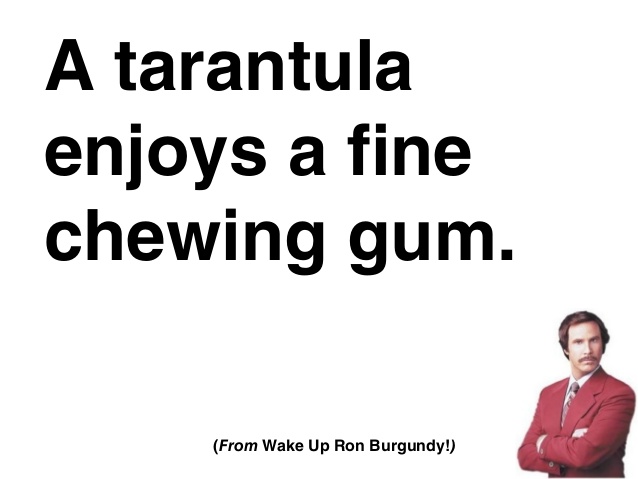 A tarantula
enjoys a fine
chewing gum.
(From Wake Up Ron Burgundy!)